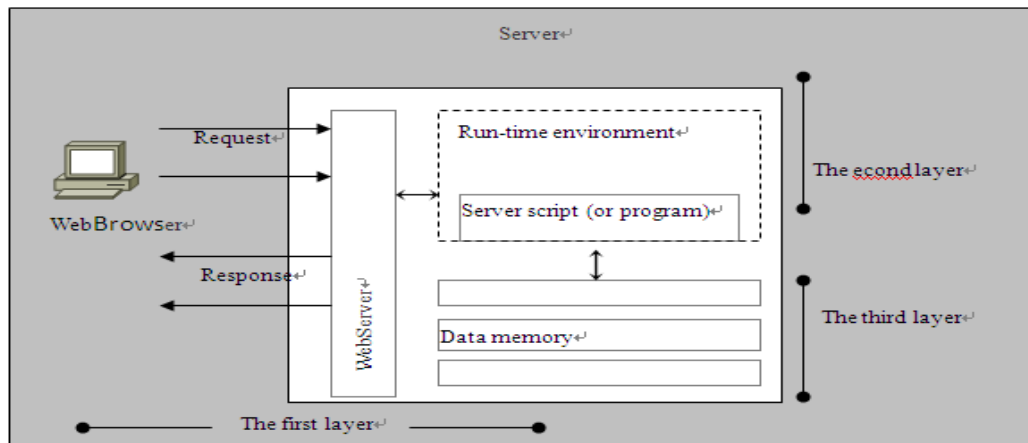 Server↵
Request↵
Run-time environment↵
The econd layer↵
Server script (or program)↵
WebBrowser↵
Response↵
WebServer↵
Data memory↵
The third layer↵
The first layer↵